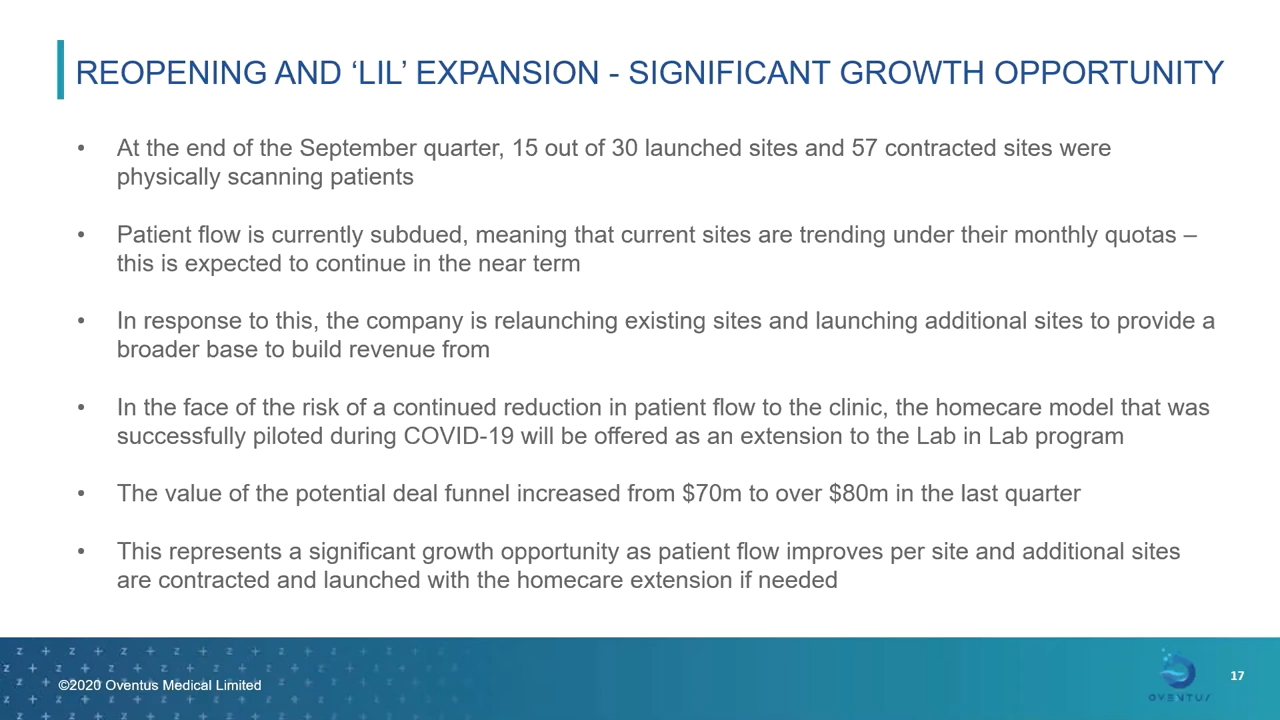 REOPENING AND ‘LIL’ EXPANSION - SIGNIFICANT GROWTH OPPORTUNITY
• At the end of the September quarter, 15 out of 30 launched sites and 57 contracted sites were
physically scanning patients
• Patient flow is currently subdued, meaning that current sites are trending under their monthly quotas –
this is expected to continue in the near term
• In response to this, the company is relaunching existing sites and launching additional sites to provide a
broader base to build revenue from
• In the face of the risk of a continued reduction in patient flow to the clinic, the homecare model that was
successfully piloted during COVID-19 will be offered as an extension to the Lab in Lab program
• The value of the potential deal funnel increased from $70m to over $80m in the last quarter
• This represents a significant growth opportunity as patient flow improves per site and additional sites
are contracted and launched with the homecare extension if needed
©2020 Oventus Medical Limited
OVENTUS
17